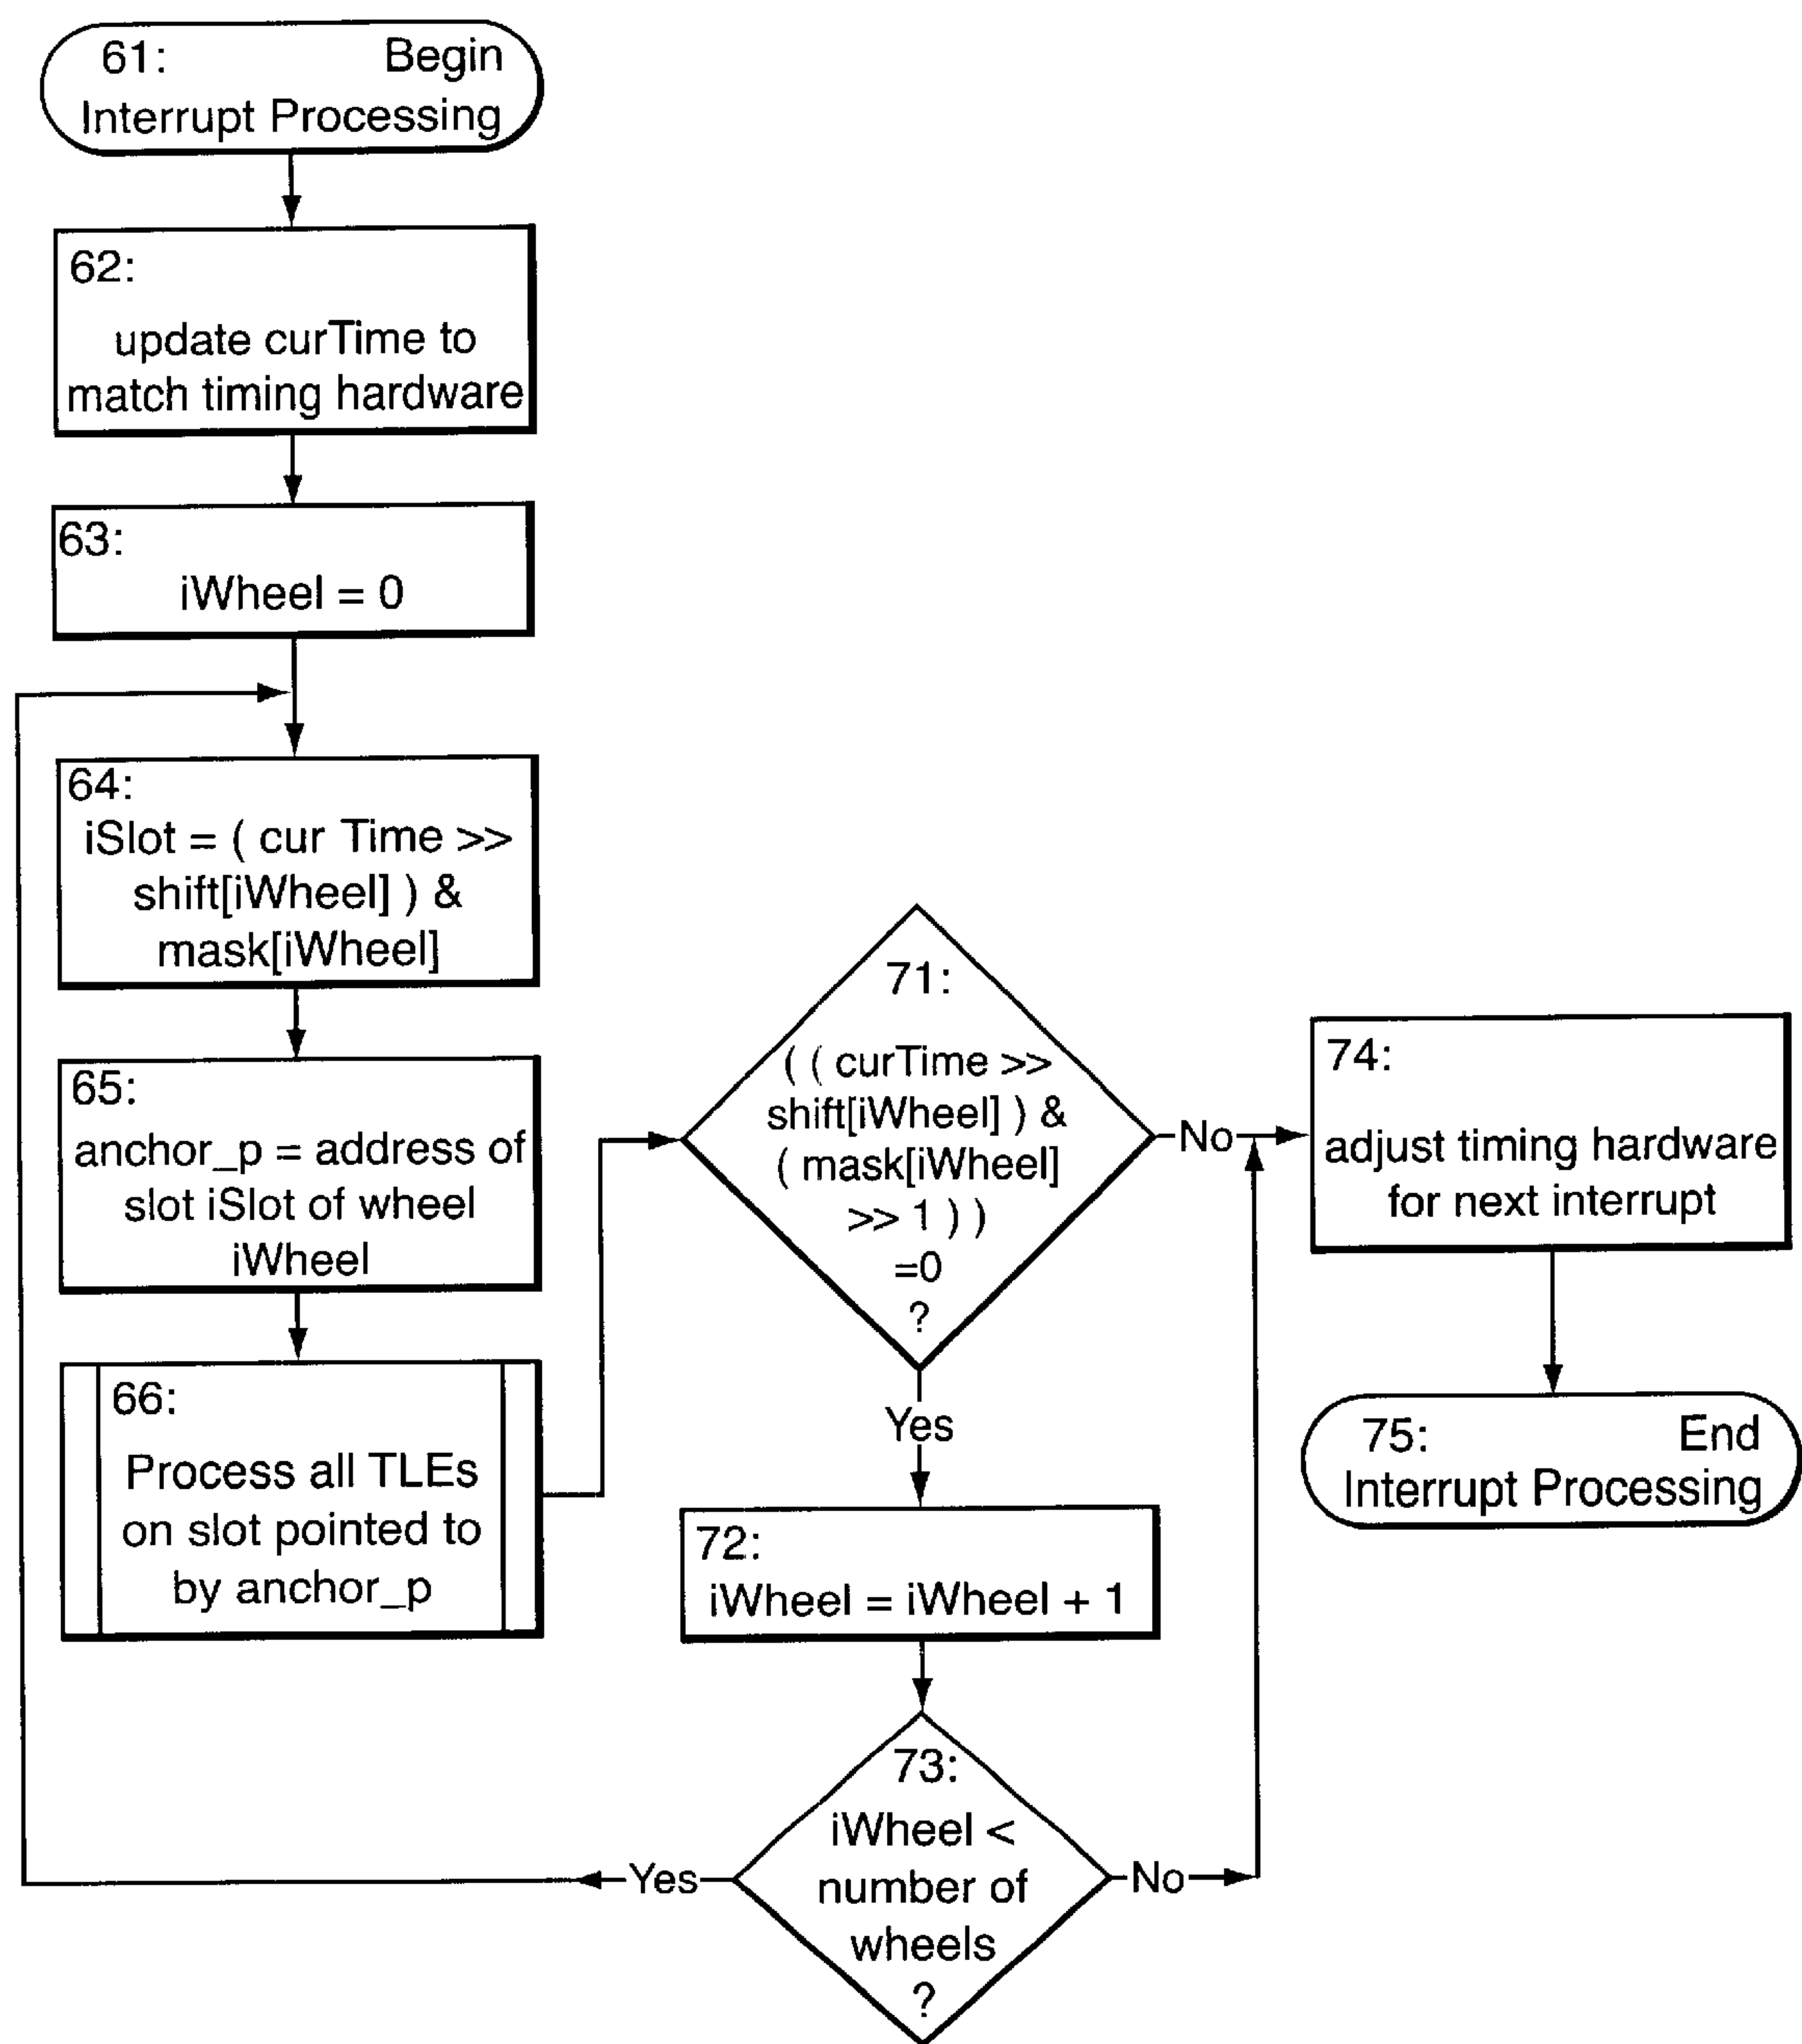 61: Begin
Interrupt Processing
62:
update curTime to
match timing hardware
63:
iWheel = 0
64:
iSlot = ( cur Time >>
shift[iWheel] ) &
mask[iWheel]
65:
anchor_p = address of
slot iSlot of wheel
iWheel
66:
Process all TLEs
on slot pointed to
by anchor_p
71:
( ( curTime >>
shift[iWheel] ) &
( mask[iWheel]
>> 1 ) )
=0
?
No
Yes
72:
iWheel = iWheel + 1
73:
iWheel <
number of
wheels
?
Yes
No
74:
adjust timing hardware
for next interrupt
75: End
Interrupt Processing